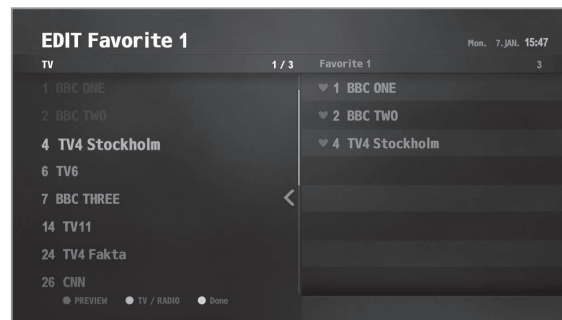 EDIT Favorite 1
Mon. 7.JAN. 15:47
TV 1 / 3
Favorite 1 3
1 BBC ONE
2 BBC TWO
4 TV4 Stockholm
6 TV6
7 BBC THREE
14 TV11
24 TV4 Fakta
26 CNN
PREVIEW TV / RADIO Done
1 BBC ONE
2 BBC TWO
4 TV4 Stockholm